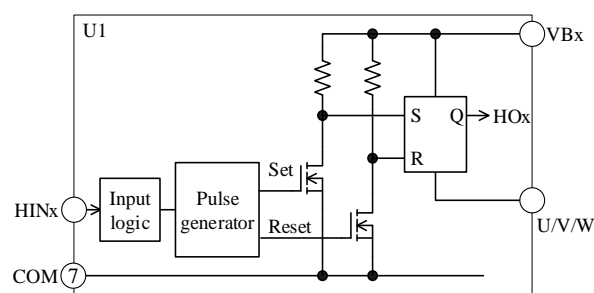 U1
VBx
S
Q
HOx
R
Set
Input
logic
Pulse
generator
HINx
U/V/W
Reset
COM
7